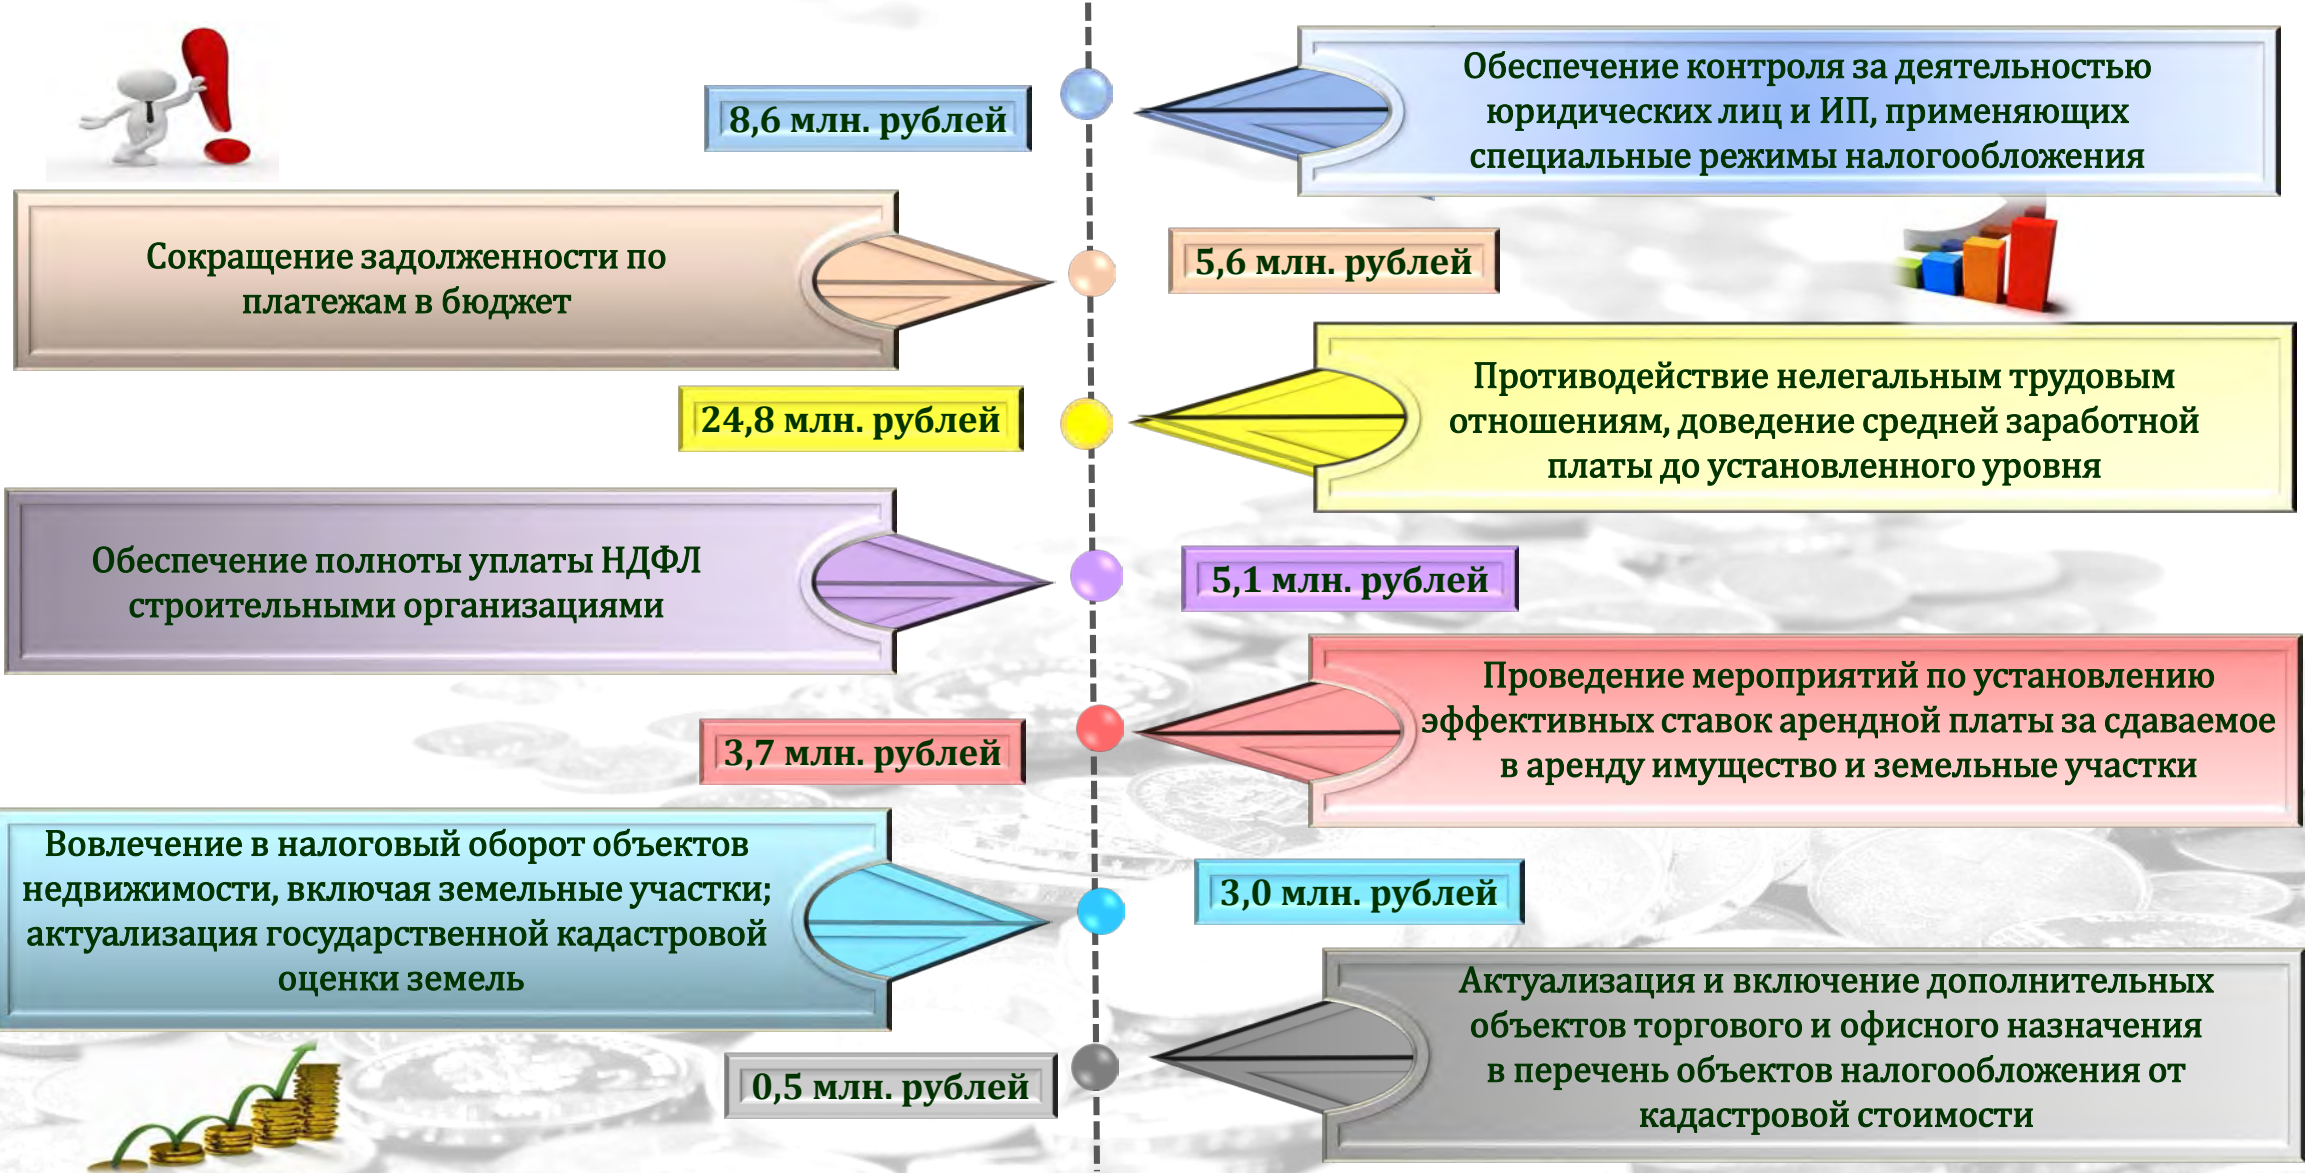 8,6 млн. рублей
Обеспечение контроля за деятельностью
юридических лиц и ИП, применяющих
специальные режимы налогообложения
Сокращение задолженности по
платежам в бюджет
5,6 млн. рублей
24,8 млн. рублей
Противодействие нелегальным трудовым
отношениям, доведение средней заработной
платы до установленного уровня
Обеспечение полноты уплаты НДФЛ
строительными организациями
5,1 млн. рублей
3,7 млн. рублей
Проведение мероприятий по установлению
эффективных ставок арендной платы за сдаваемое
в аренду имущество и земельные участки
Вовлечение в налоговый оборот объектов
недвижимости, включая земельные участки;
актуализация государственной кадастровой
оценки земель
3,0 млн. рублей
0,5 млн. рублей
Актуализация и включение дополнительных
объектов торгового и офисного назначения
в перечень объектов налогообложения от
кадастровой стоимости